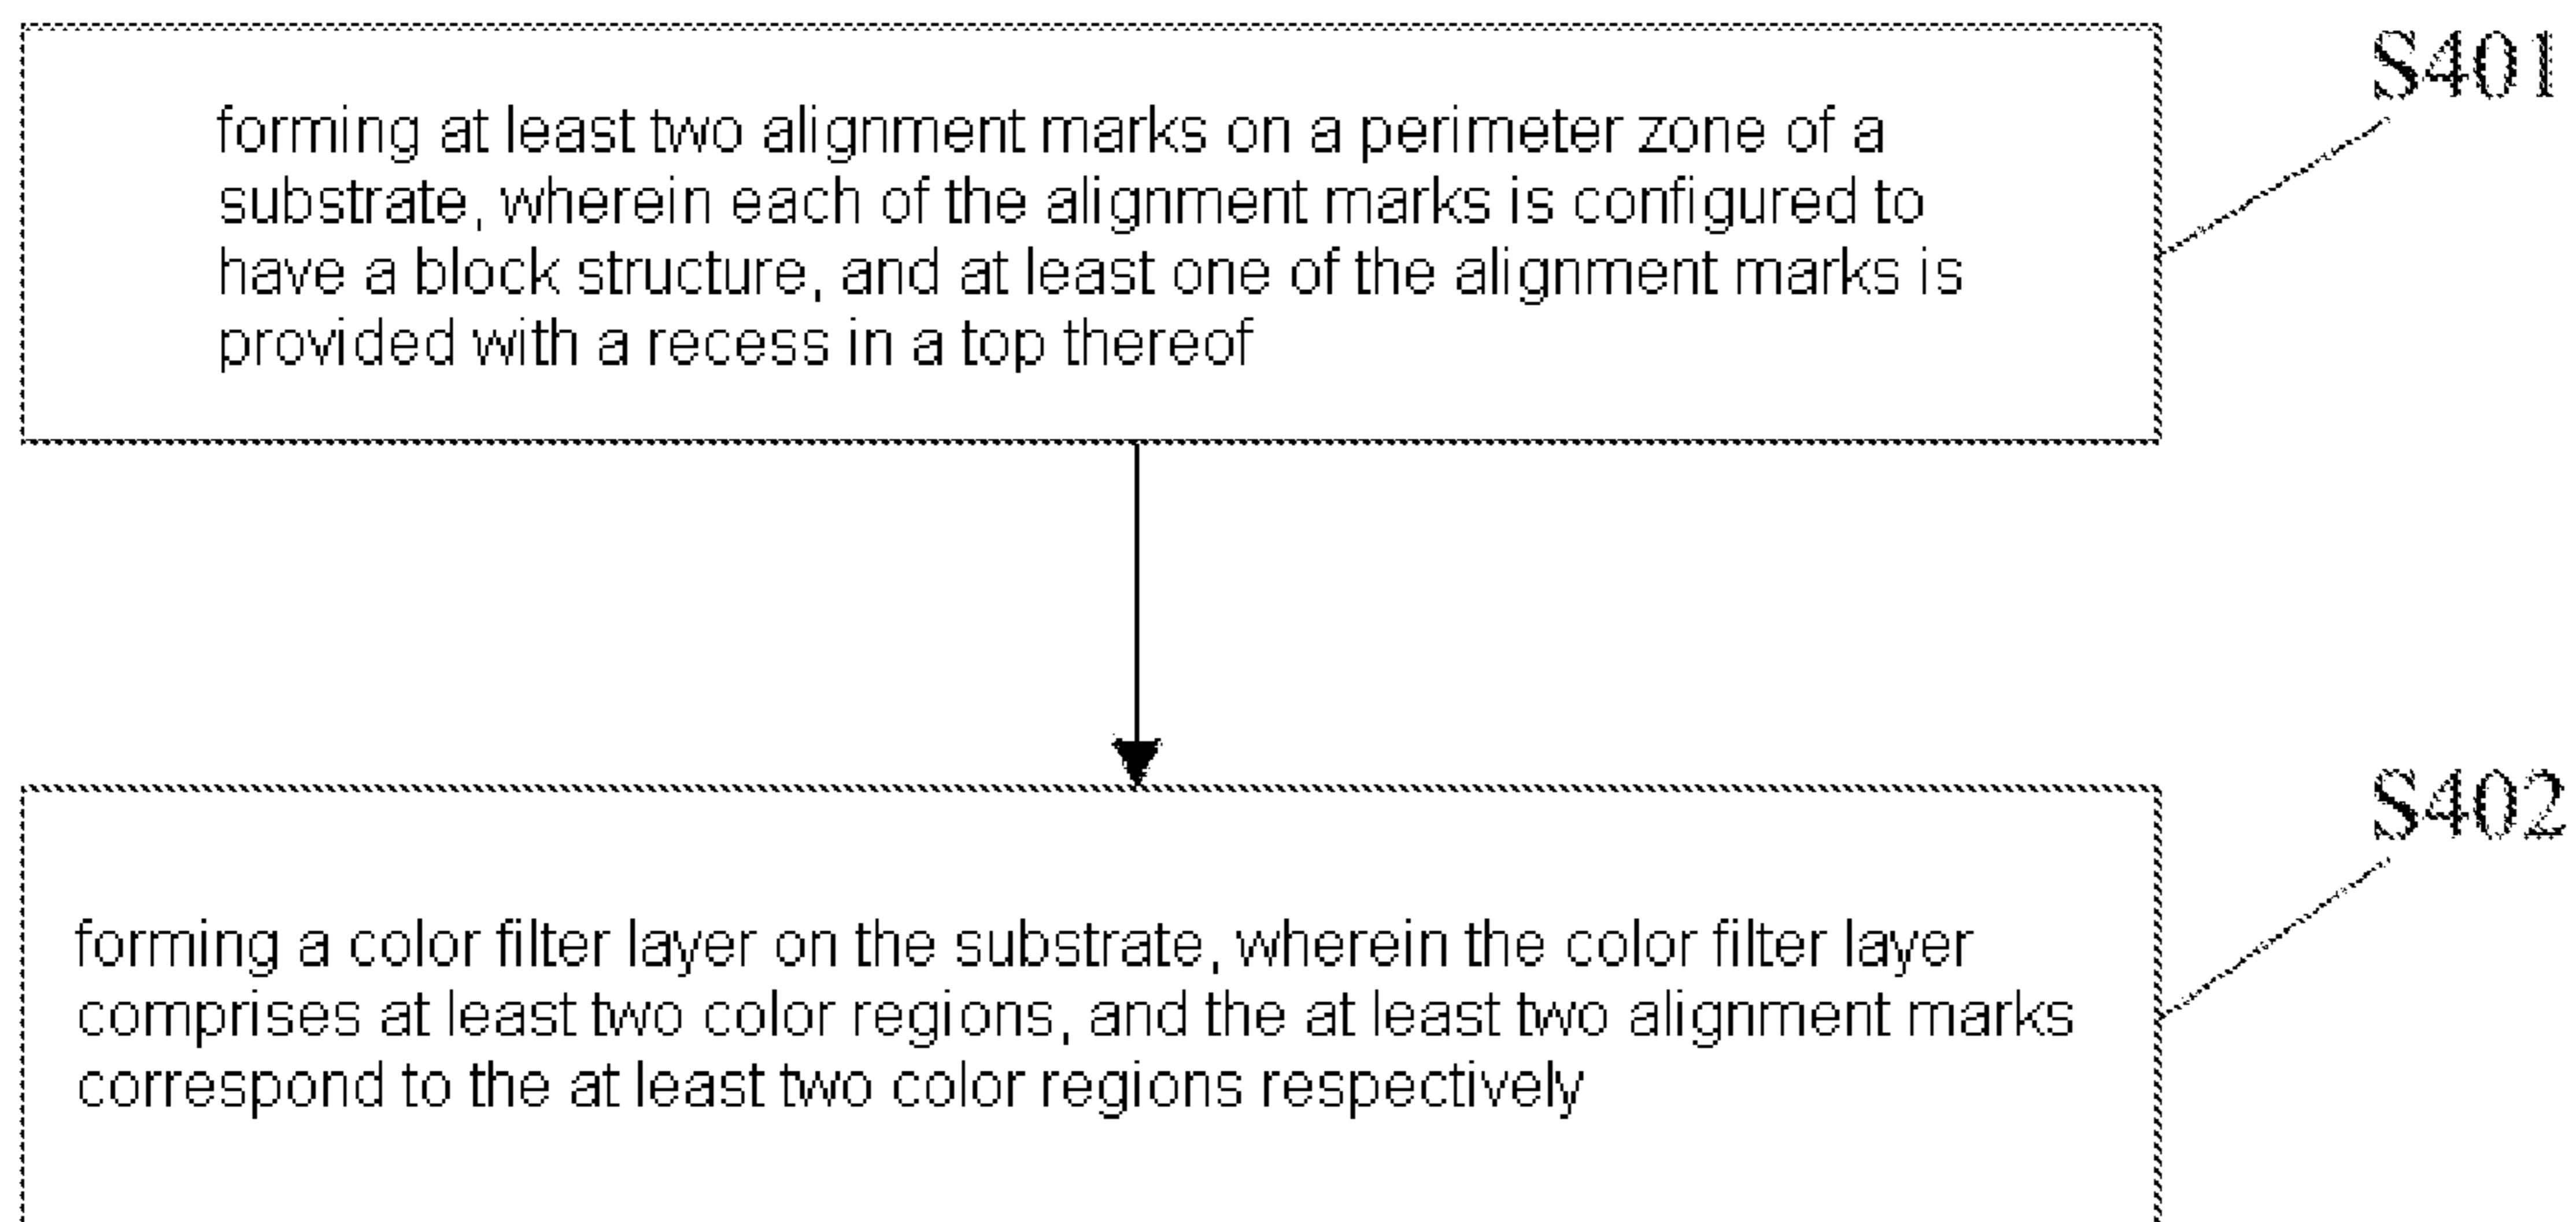 S401
forming at least two alignment marks on a perimeter zone of a
substrate, wherein each of the alignment marks is configured to
have a block structure, and at least one of the alignment marks is
provided with a recess in a top thereof
S402
forming a color filter layer on the substrate, wherein the color filter layer
comprises at least two color regions, and the at least two alignment marks
correspond to the at least two color regions respectively